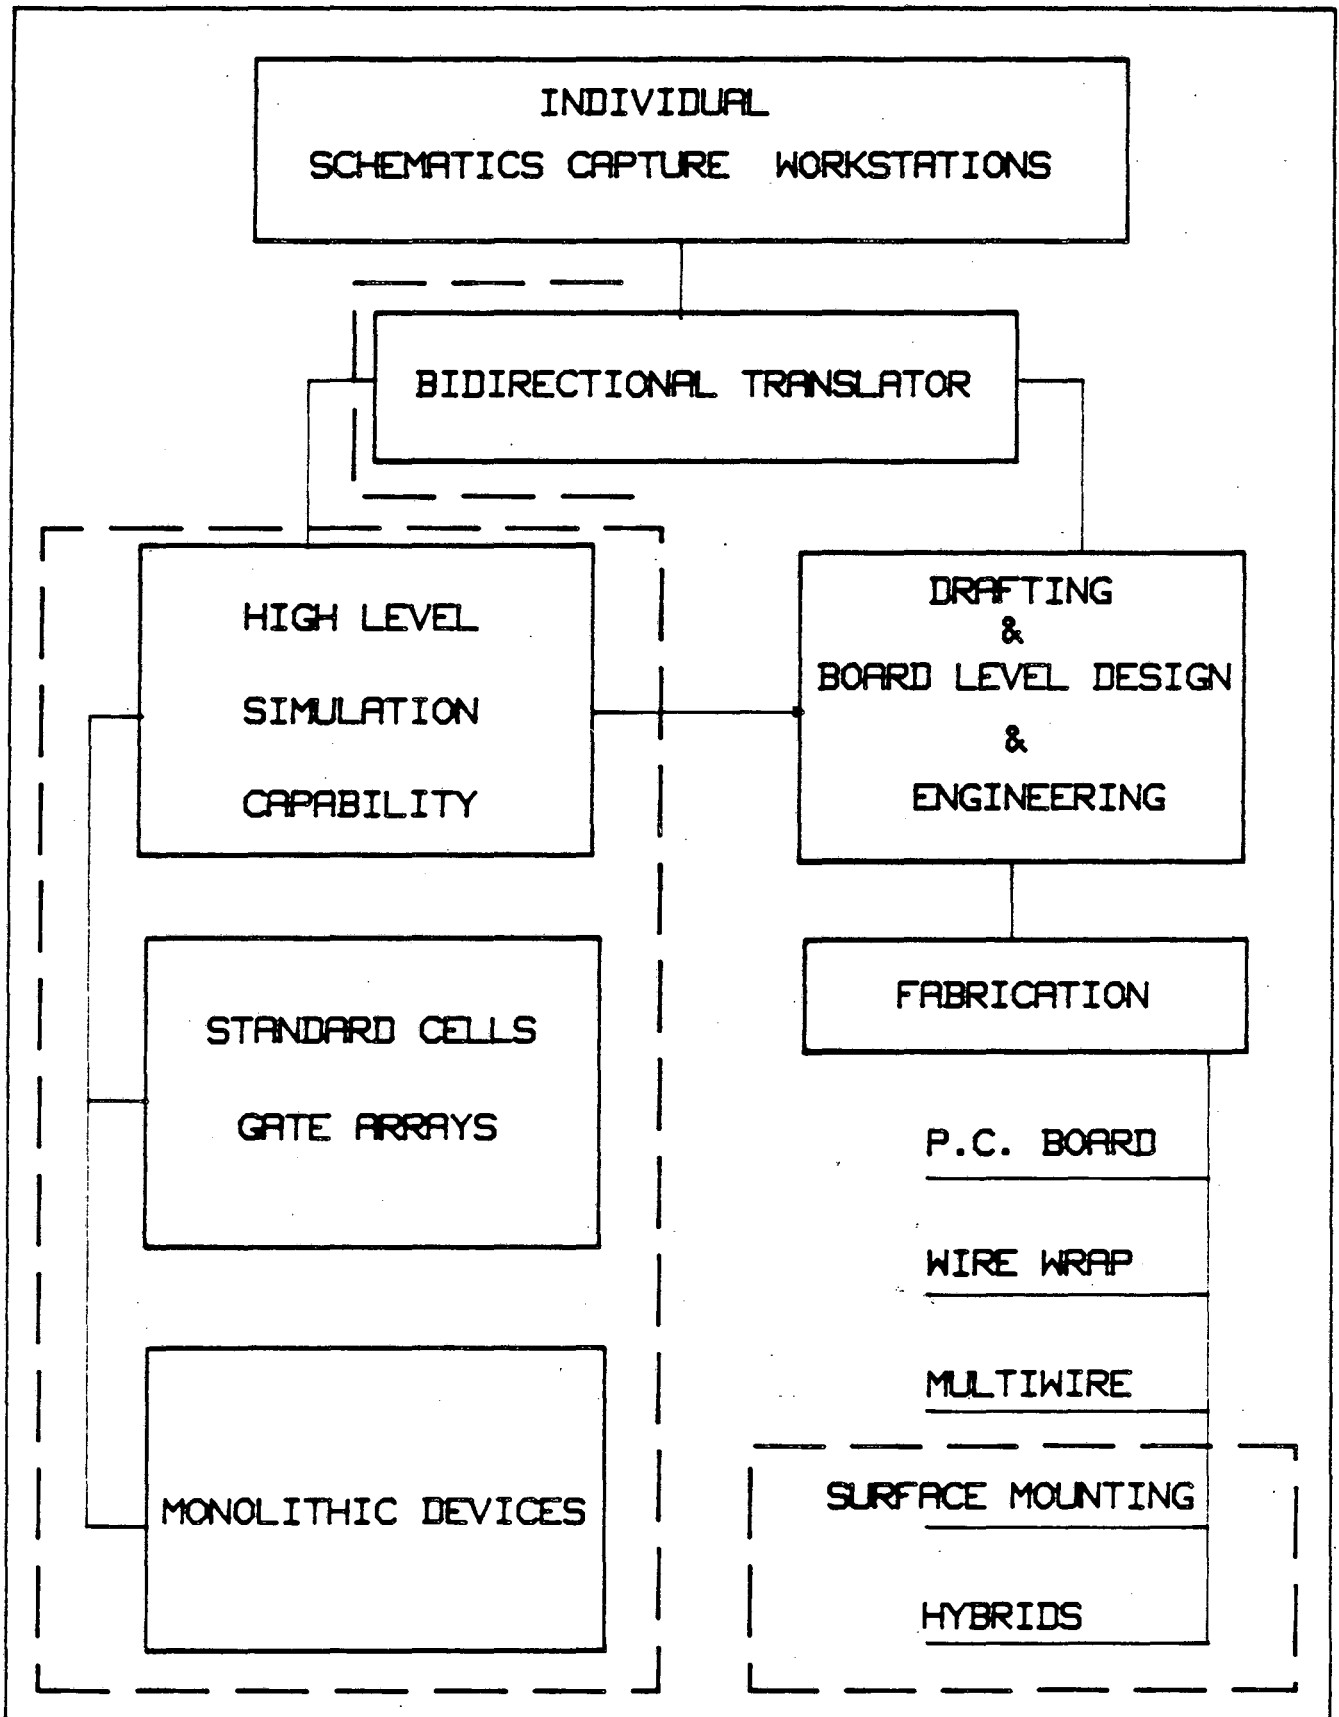 INDIVIDUAL
SCHEMATICS CAPTURE WORKSTATIONS
BIDIRECTIONAL TRANSLATOR
HIGH LEVEL
SIMULATION
CAPABILITY
DRAFTING
&
BOARD LEVEL DESIGN
&
ENGINEERING
STANDARD CELLS
GATE ARRAYS
FABRICATION
P.C. BOARD
WIRE WRAP
MULTIWIRE
MONOLITHIC DEVICES
SURFACE MOUNTING
HYBRIDS